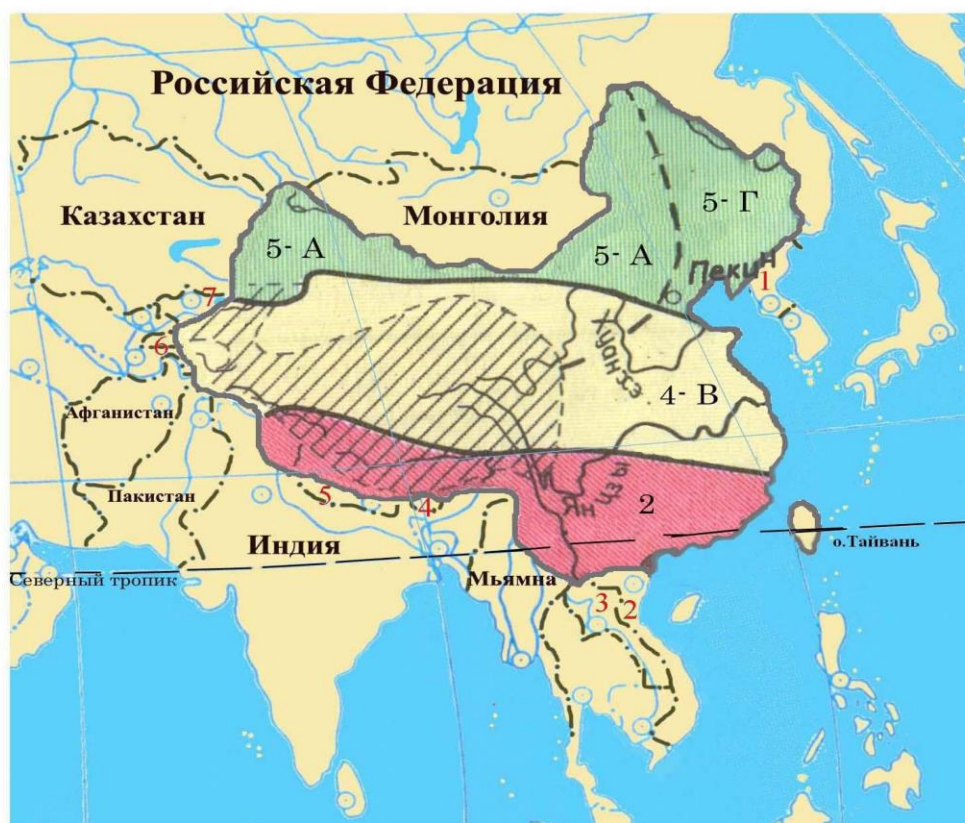 Российская Федерация
Казахстан
Монголия
5- Г
5- А
5- А
Пекин
1
7
6
Хуанхэ
4- В
Афганистан
Пакистан
5
4
Янцзы
2
Индия
о.Тайвань
Северный тропик
Мьямна
3
2